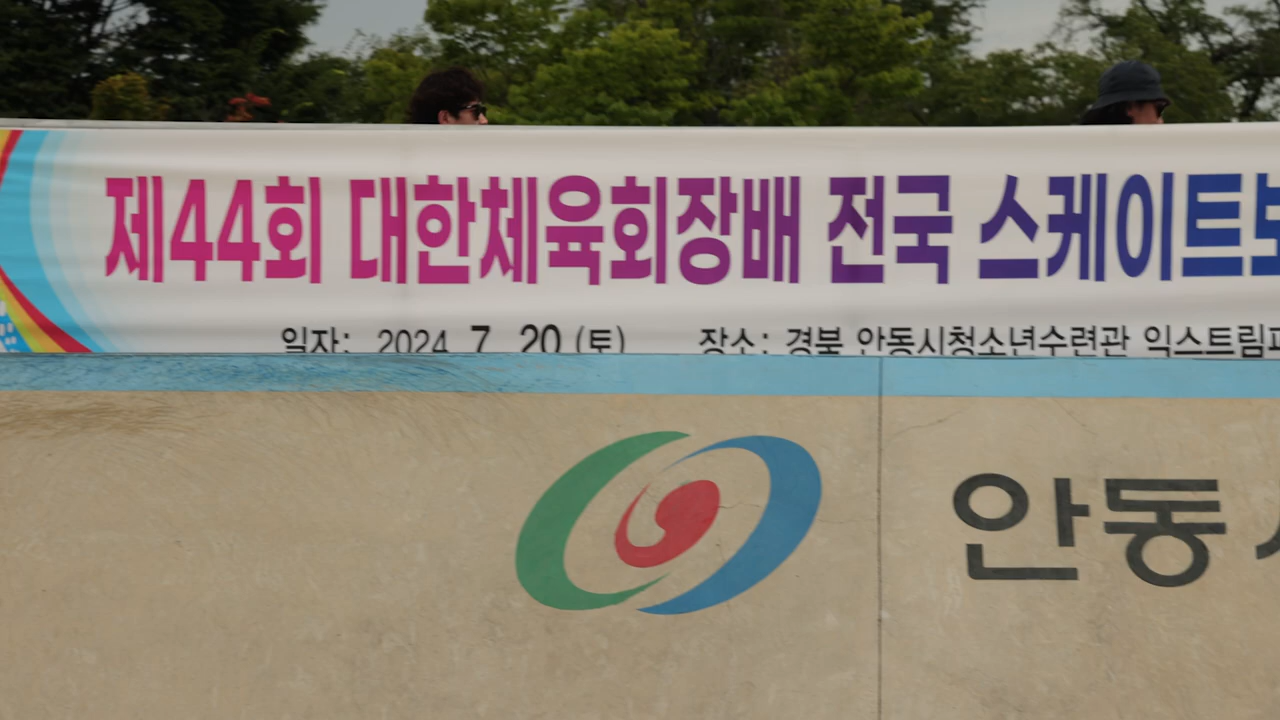 제44회 대한체육회장배 전국 스케이트
일자: 2024 7 20 (토) 장소: 경북 안동시청소년수련관 익스트림
안동